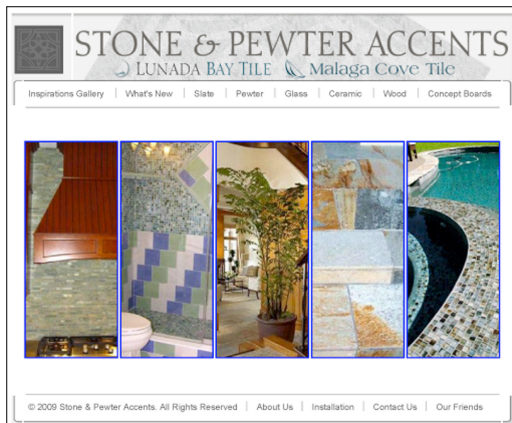 STONE & PEWTER ACCENTS
LUNADA BAY TILE Malaga Cove Tile
Inspirations Gallery | What's New | Slate | Pewter | Glass | Ceramic | Wood | Concept Boards
© 2009 Stone & Pewter Accents. All Rights Reserved | About Us | Installation | Contact Us | Our Friends